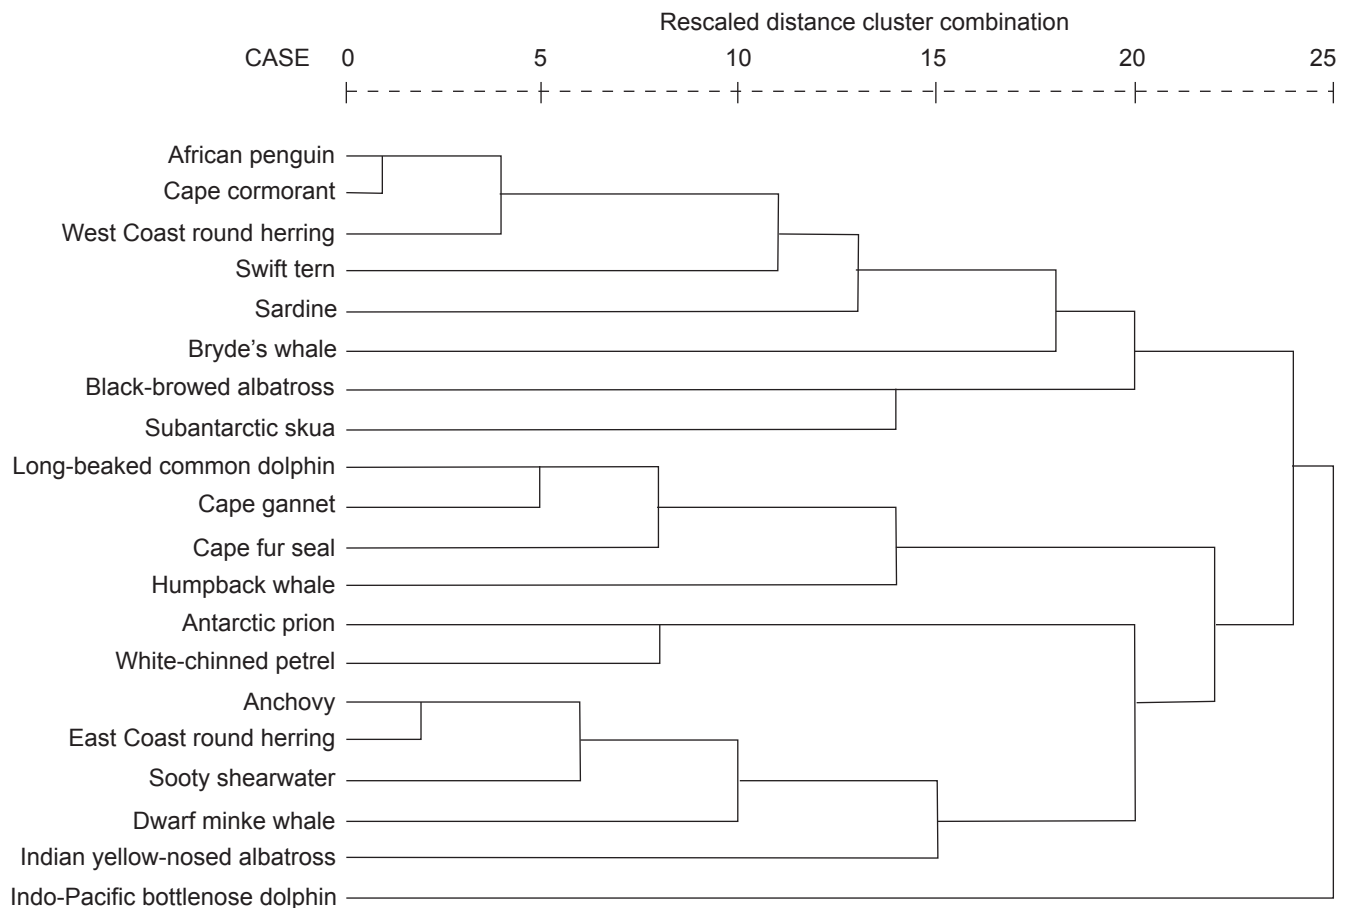 Rescaled distance cluster combination
CASE 0 5 10 15 20 25
African penguin
Cape cormorant
West Coast round herring
Swift tern
Sardine
Bryde’s whale
Black-browed albatross
Subantarctic skua
Long-beaked common dolphin
Cape gannet
Cape fur seal
Humpback whale
Antarctic prion
White-chinned petrel
Anchovy
East Coast round herring
Sooty shearwater
Dwarf minke whale
Indian yellow-nosed albatross
Indo-Pacific bottlenose dolphin